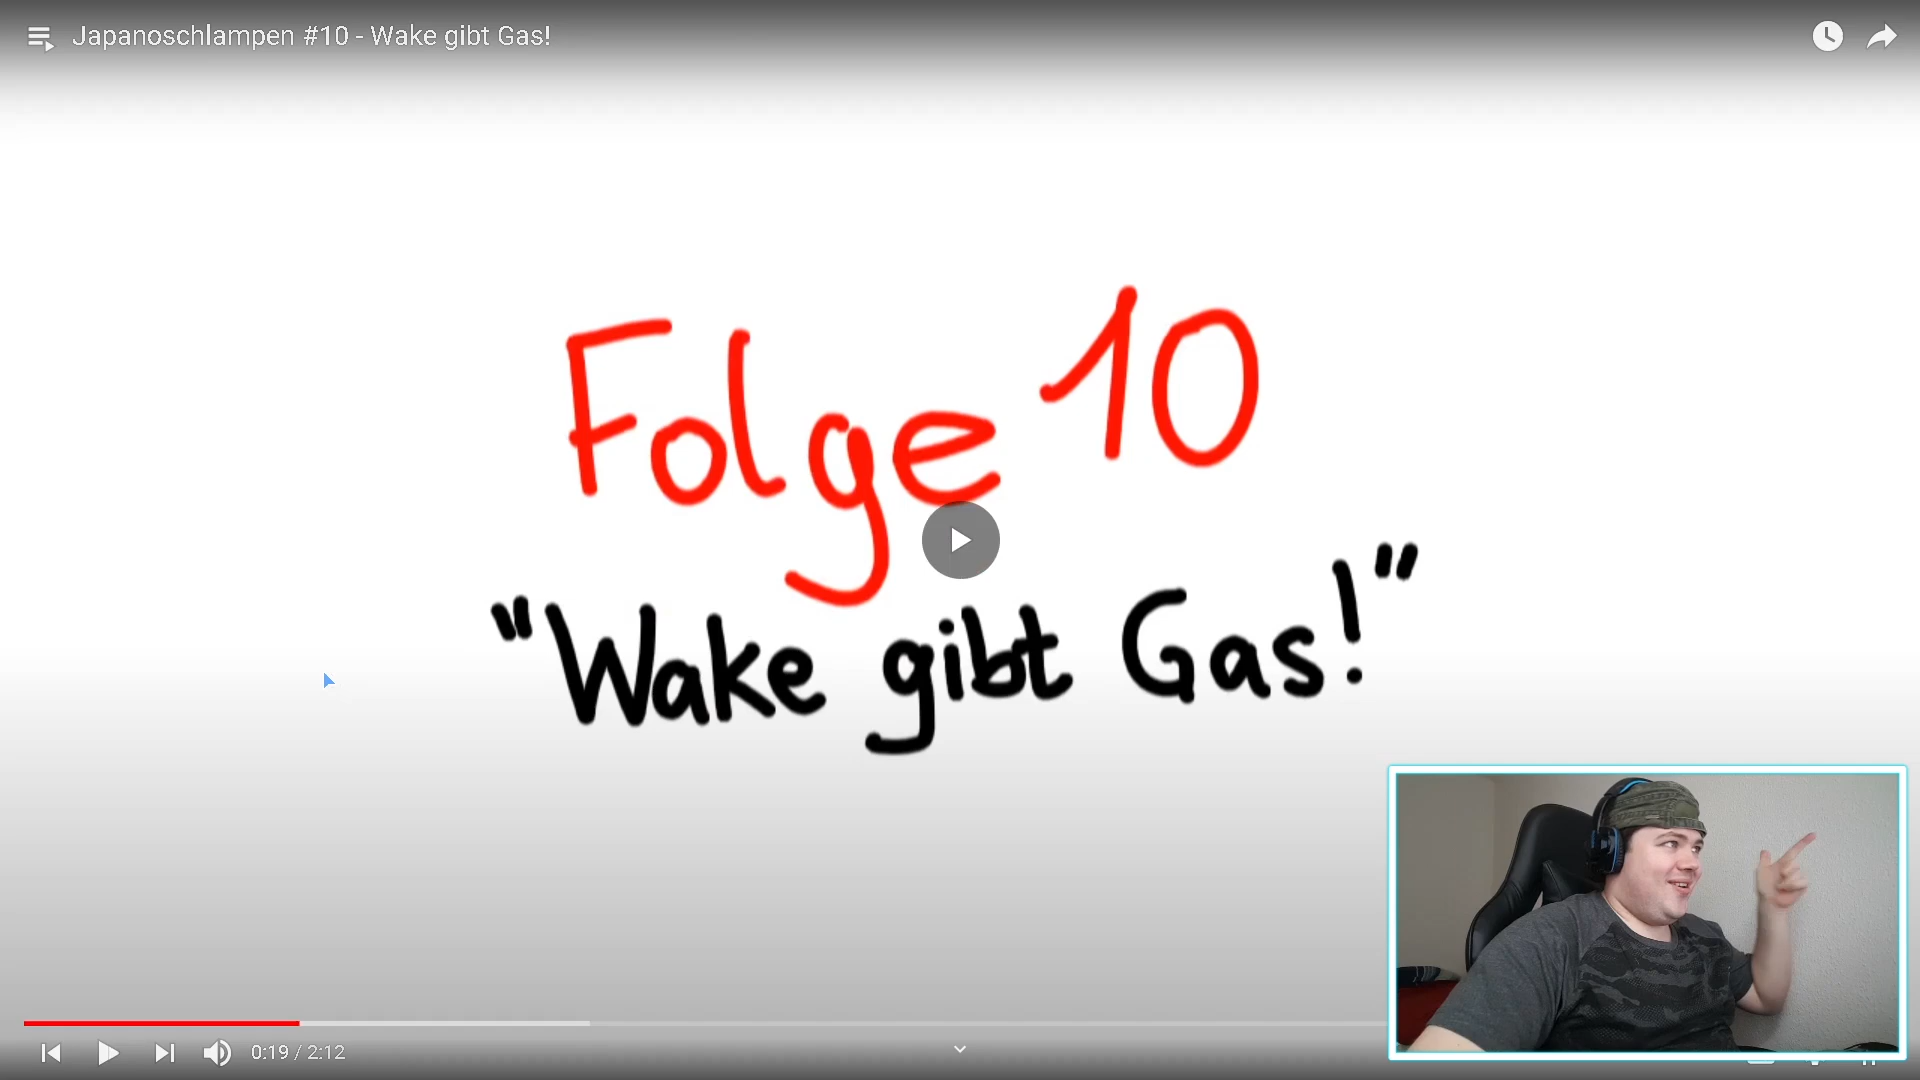 Japanoschlampen #10 - Wake gibt Gas!
Folge 10
"Wake gibt Gas!"
0:19 / 2:12